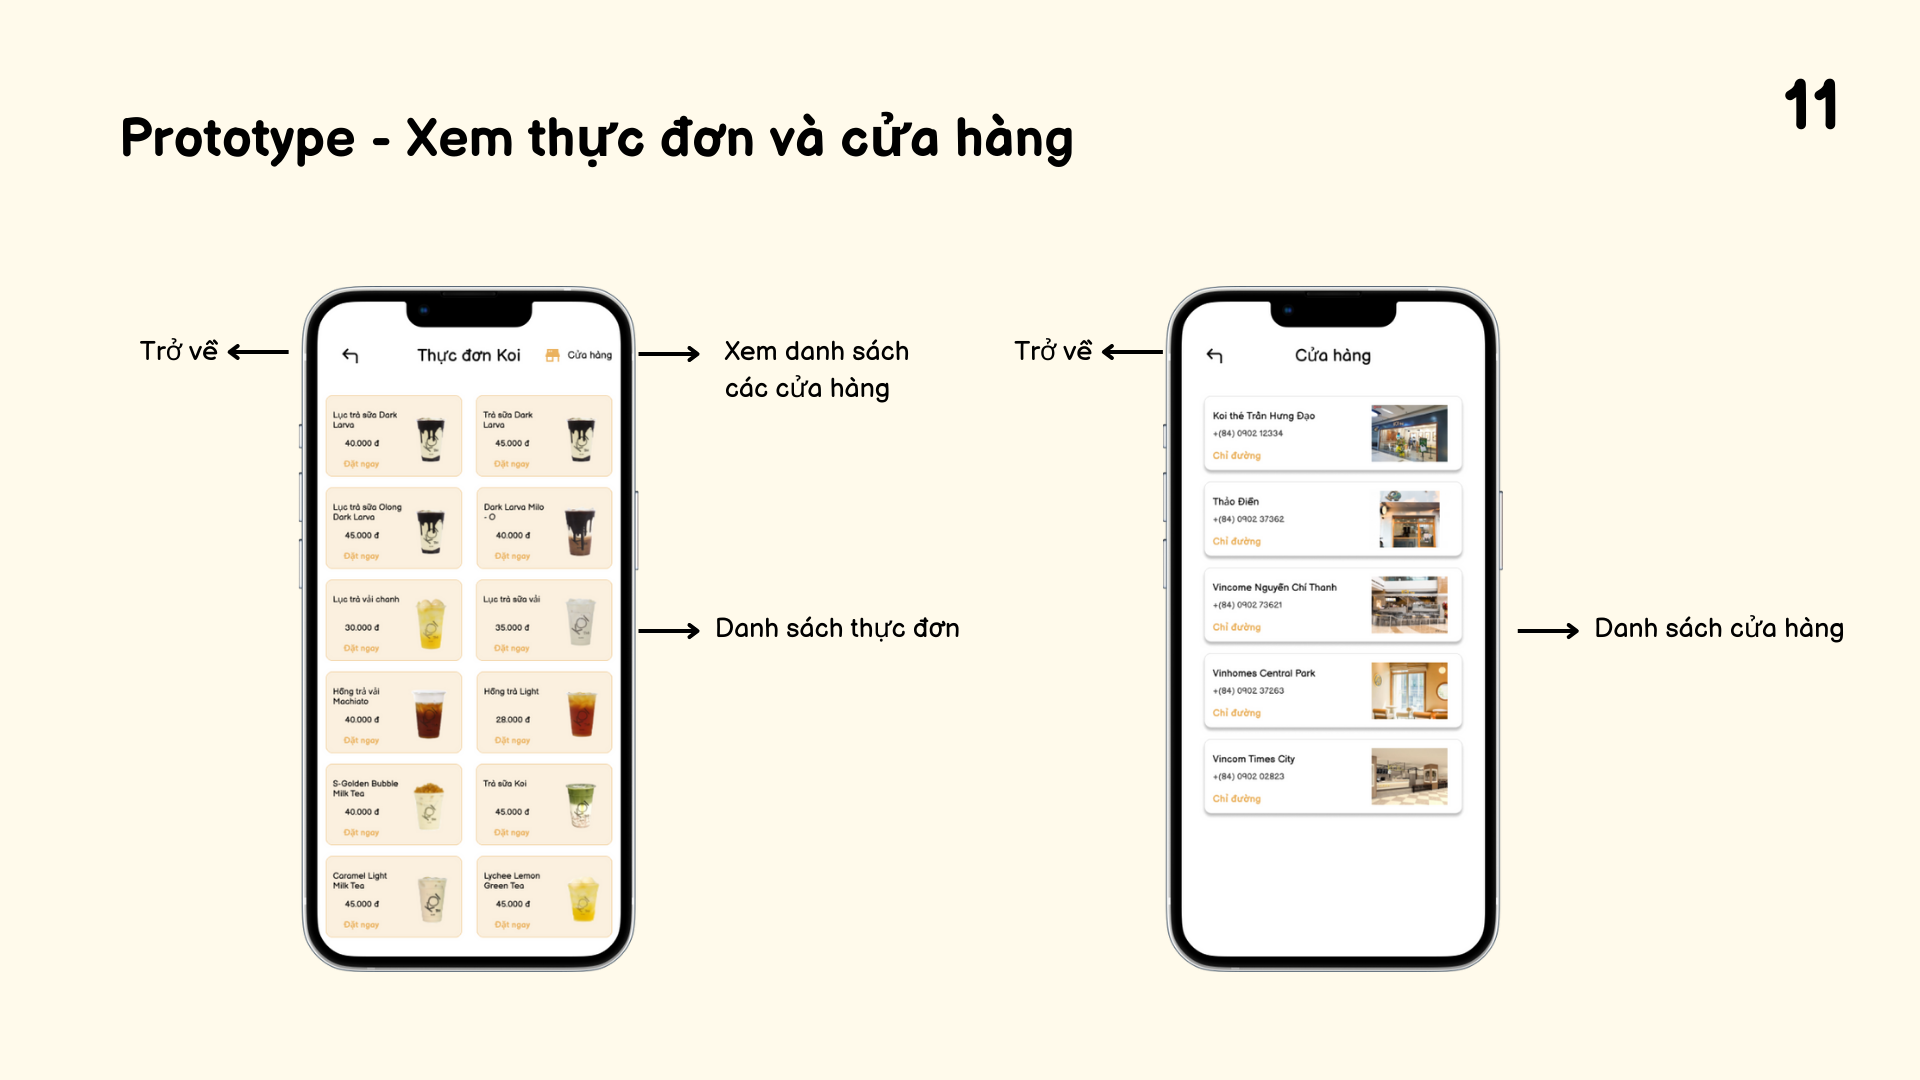 11
Prototype - Xem thực đơn và cửa hàng
Trở về
Thực đơn Koi
Cửa hàng
Xem danh sách
các cửa hàng
Lục trà sữa Dark
Larva
40.000 đ
Đặt ngay
Trà sữa Dark
Larva
45.000 đ
Đặt ngay
Lục trà sữa Olong
Dark Larva
45.000 đ
Đặt ngay
Dark Larva Milo
- O
40.000 đ
Đặt ngay
Lục trà vải chanh
30.000 đ
Đặt ngay
Lục trà sữa vải
35.000 đ
Đặt ngay
Danh sách thực đơn
Hồng trà vải
Machiato
40.000 đ
Đặt ngay
Hồng trà Light
28.000 đ
Đặt ngay
S-Golden Bubble
Milk Tea
40.000 đ
Đặt ngay
Trà sữa Koi
45.000 đ
Đặt ngay
Caramel Light
Milk Tea
45.000 đ
Đặt ngay
Lychee Lemon
Green Tea
45.000 đ
Đặt ngay
Trở về
Cửa hàng
Koi thé Trần Hưng Đạo
+(84) 0902 12334
Chỉ đường
Thảo Điền
+(84) 0902 37362
Chỉ đường
Vincome Nguyễn Chí Thanh
+(84) 0902 73621
Chỉ đường
Vinhomes Central Park
+(84) 0902 37263
Chỉ đường
Vincom Times City
+(84) 0902 02823
Chỉ đường
Danh sách cửa hàng